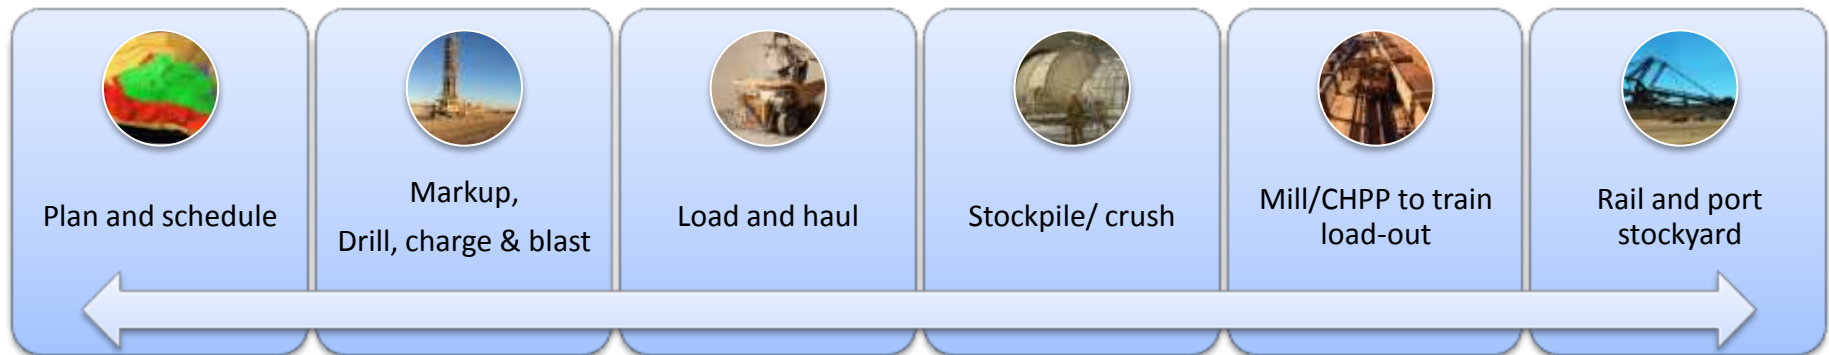 Plan and schedule
Markup,
Drill, charge & blast
Load and haul
Stockpile/ crush
Mill/CHPP to train
load-out
Rail and port
stockyard